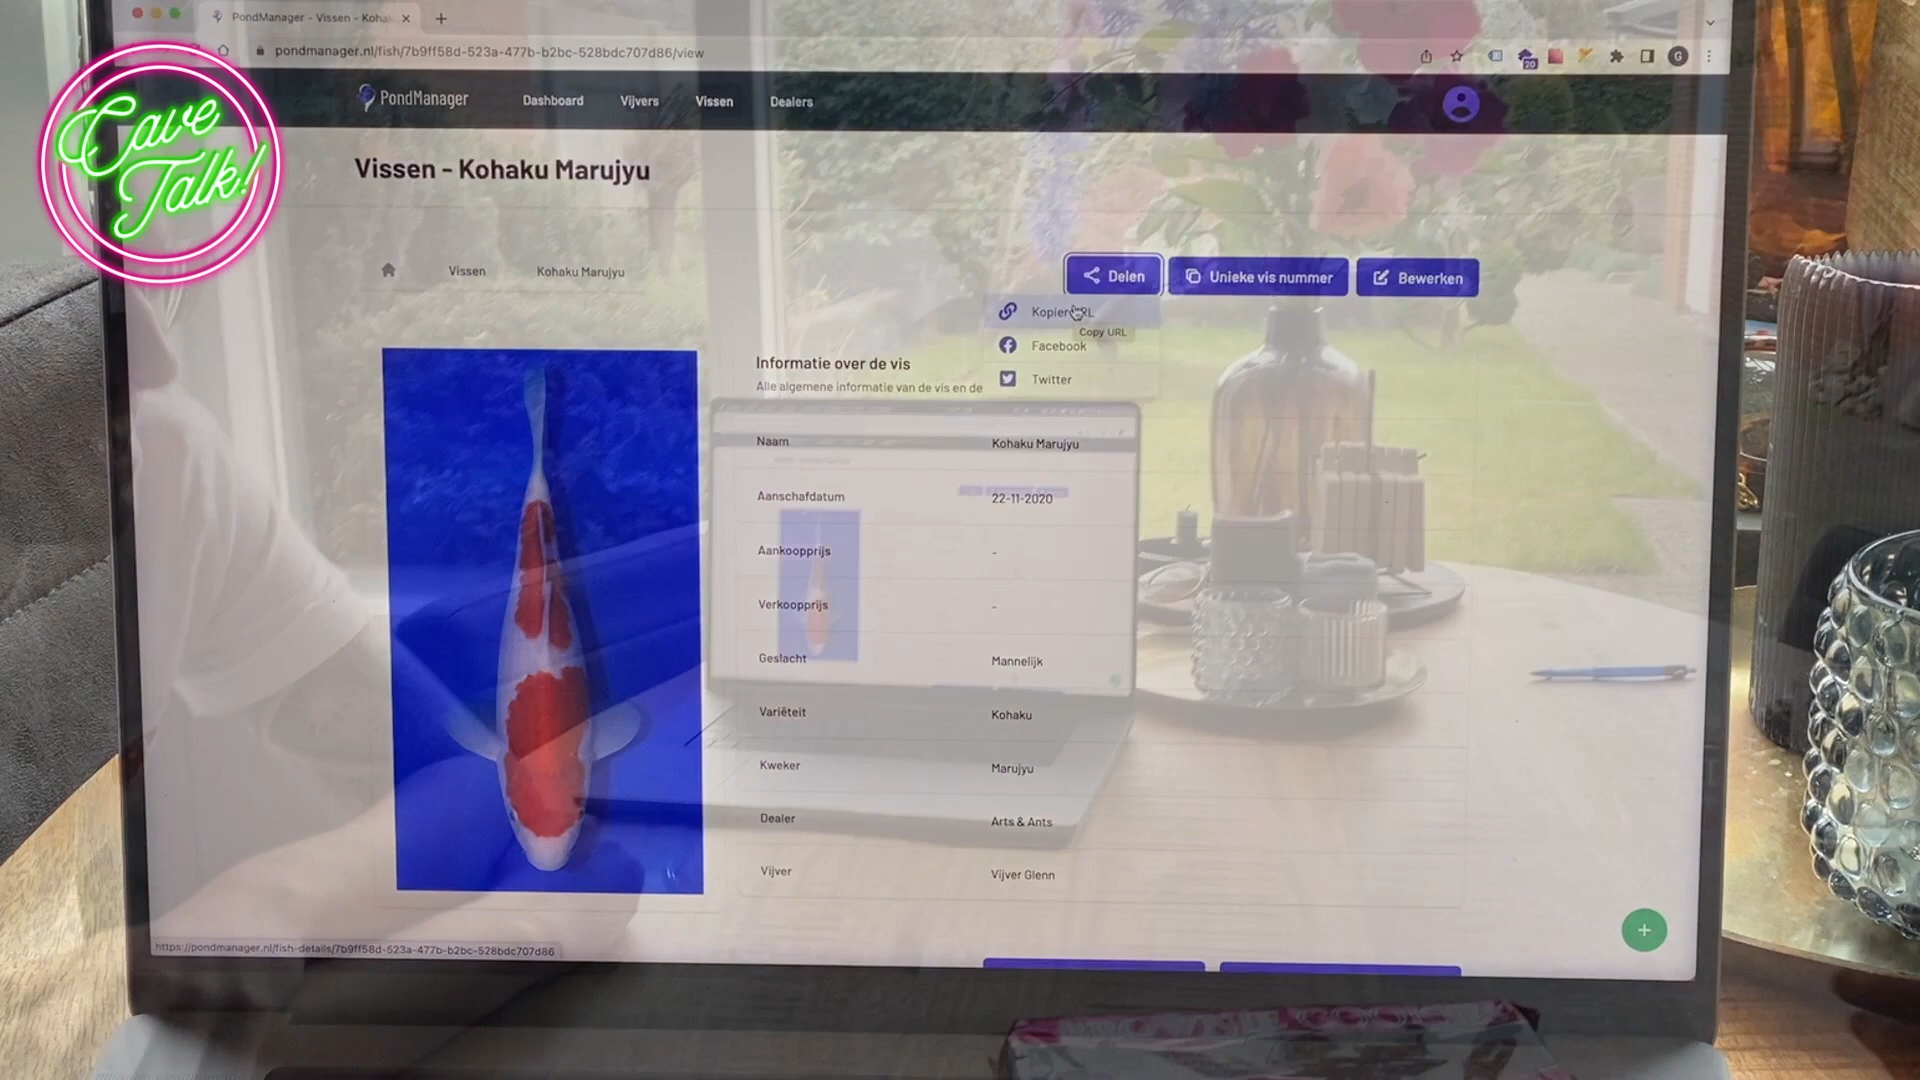 PondManager - Vissen - Koha
pondmanager.nl/fish/7b9ff58d-523a-477b-b2bc-528bdc707d86/view
20
G
Cave
Talk!
PondManager
Dashboard
Vijvers
Vissen
Dealers
Vissen - Kohaku Marujyu
Vissen
Kohaku Marujyu
Delen
Unieke vis nummer
Bewerken
Copy URL
Facebook
Twitter
Informatie over de vis
Alle algemene informatie van de vis en de
Naam Kohaku Marujyu
Aanschafdatum 22-11-2020
Aankoopprijs -
Verkoopprijs -
Geslacht Mannelijk
Variëteit Kohaku
Kweker Marujyu
Dealer Arts & Ants
Vijver Vijver Glenn
https://pondmanager.nl/fish-details/7b9ff58d-523a-477b-b2bc-528bdc707d86